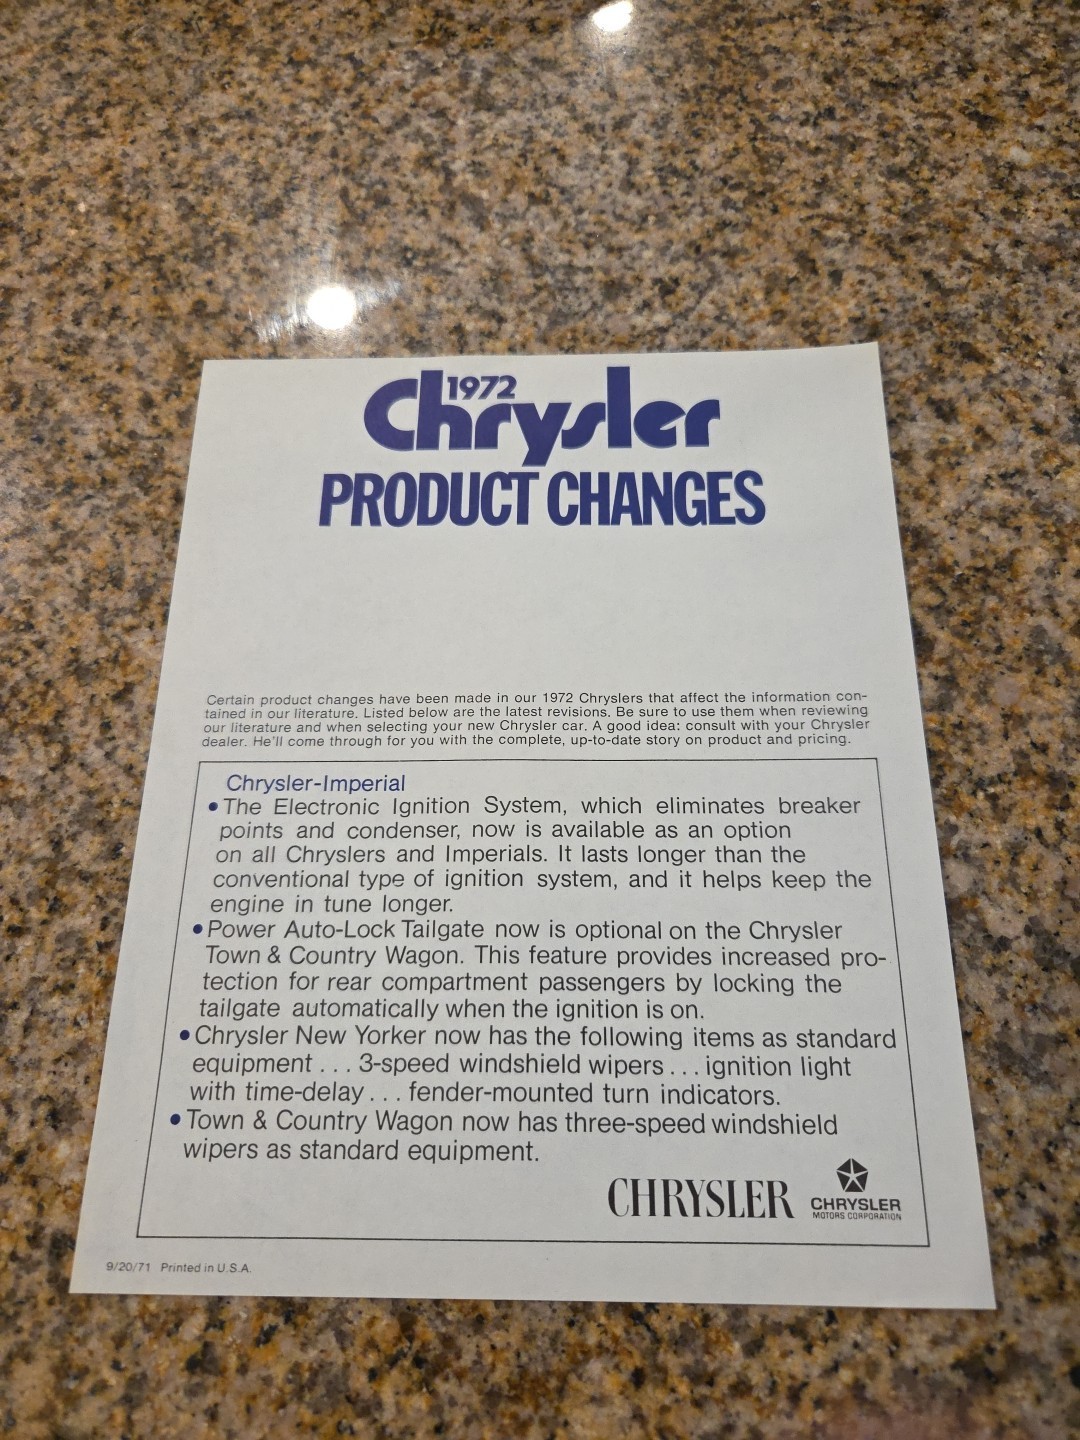 1972
Chrysler
PRODUCT CHANGES
Certain product changes have been made in our 1972 Chryslers that affect the information con-
tained in our literature. Listed below are the latest revisions. Be sure to use them when reviewing
our literature and when selecting your new Chrysler car. A good idea: consult with your Chrysler
dealer. He'll come through for you with the complete, up-to-date story on product and pricing.
Chrysler-Imperial
• The Electronic Ignition System, which eliminates breaker
points and condenser, now is available as an option
on all Chryslers and Imperials. It lasts longer than the
conventional type of ignition system, and it helps keep the
engine in tune longer.
• Power Auto-Lock Tailgate now is optional on the Chrysler
Town & Country Wagon. This feature provides increased pro-
tection for rear compartment passengers by locking the
tailgate automatically when the ignition is on.
• Chrysler New Yorker now has the following items as standard
equipment . . . 3-speed windshield wipers . . . ignition light
with time-delay . . . fender-mounted turn indicators.
• Town & Country Wagon now has three-speed windshield
wipers as standard equipment.
CHRYSLER
CHRYSLER
MOTORS CORPORATION
9/20/71 Printed in U.S.A.